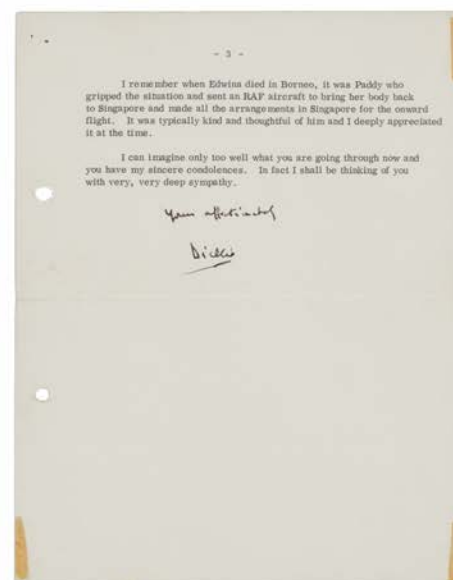 - 3 -
I remember when Edwina died in Borneo, it was Paddy who
gripped the situation and sent an RAF aircraft to bring her body back
to Singapore and made all the arrangements in Singapore for the onward
flight. It was typically kind and thoughtful of him and I deeply appreciated
it at the time.
I can imagine only too well what you are going through now and
you have my sincere condolences. In fact I shall be thinking of you
with very, very deep sympathy.
Yours affectionately
Dickie